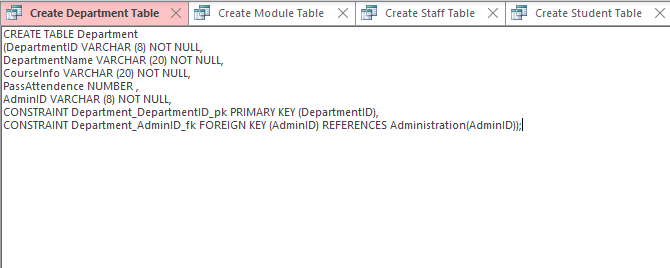 Create Department Table
Create Module Table
Create Staff Table
Create Student Table
CREATE TABLE Department
(DepartmentID VARCHAR (8) NOT NULL,
DepartmentName VARCHAR (20) NOT NULL,
CourseInfo VARCHAR (20) NOT NULL,
PassAttendence NUMBER ,
AdminID VARCHAR (8) NOT NULL,
CONSTRAINT Department_DepartmentID_pk PRIMARY KEY (DepartmentID),
CONSTRAINT Department_AdminID_fk FOREIGN KEY (AdminID) REFERENCES Administration(AdminID));